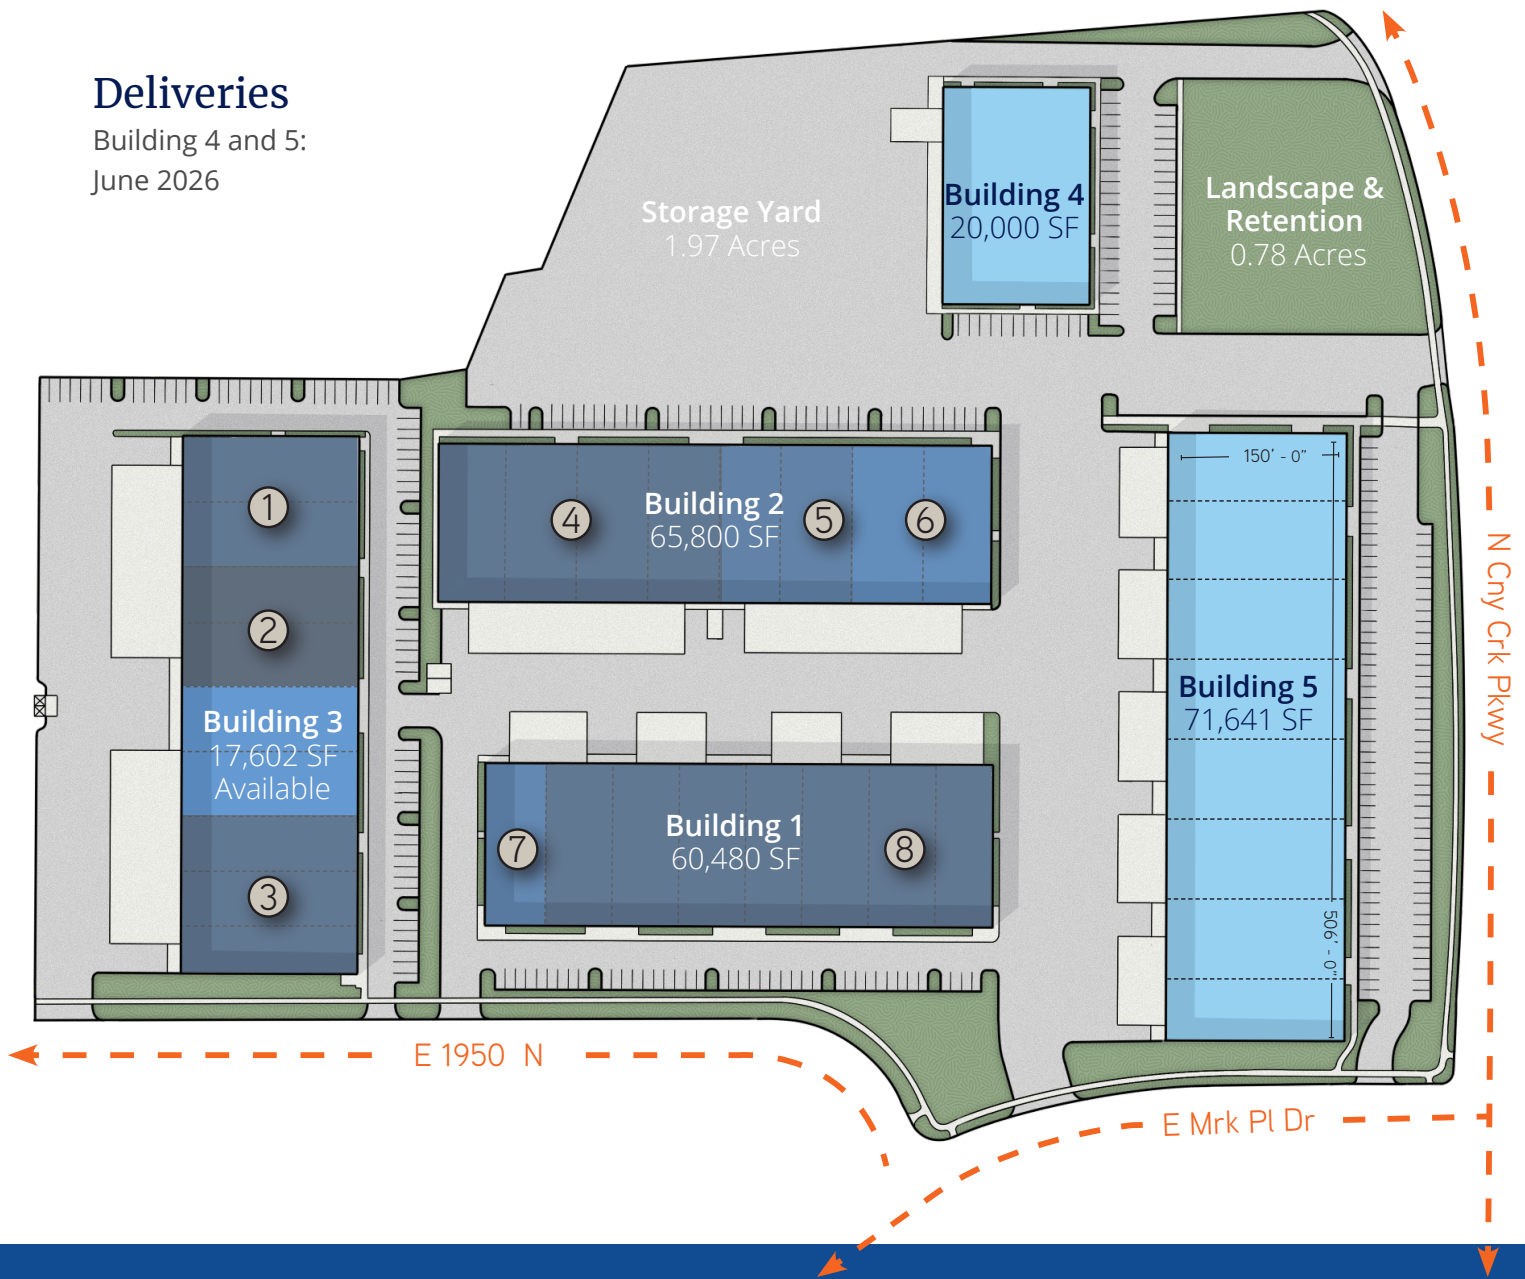 Deliveries
Building 4 and 5:
June 2026
Storage Yard
1.97 Acres
Building 4
20,000 SF
Landscape &
Retention
0.78 Acres
1
2
Building 3
17,602 SF
Available
3
4
Building 2
65,800 SF
5
6
7
Building 1
60,480 SF
8
150' - 0"
Building 5
71,641 SF
506' - 0"
N Cny Crk Pkwy
E 1950 N
E Mrk Pl Dr